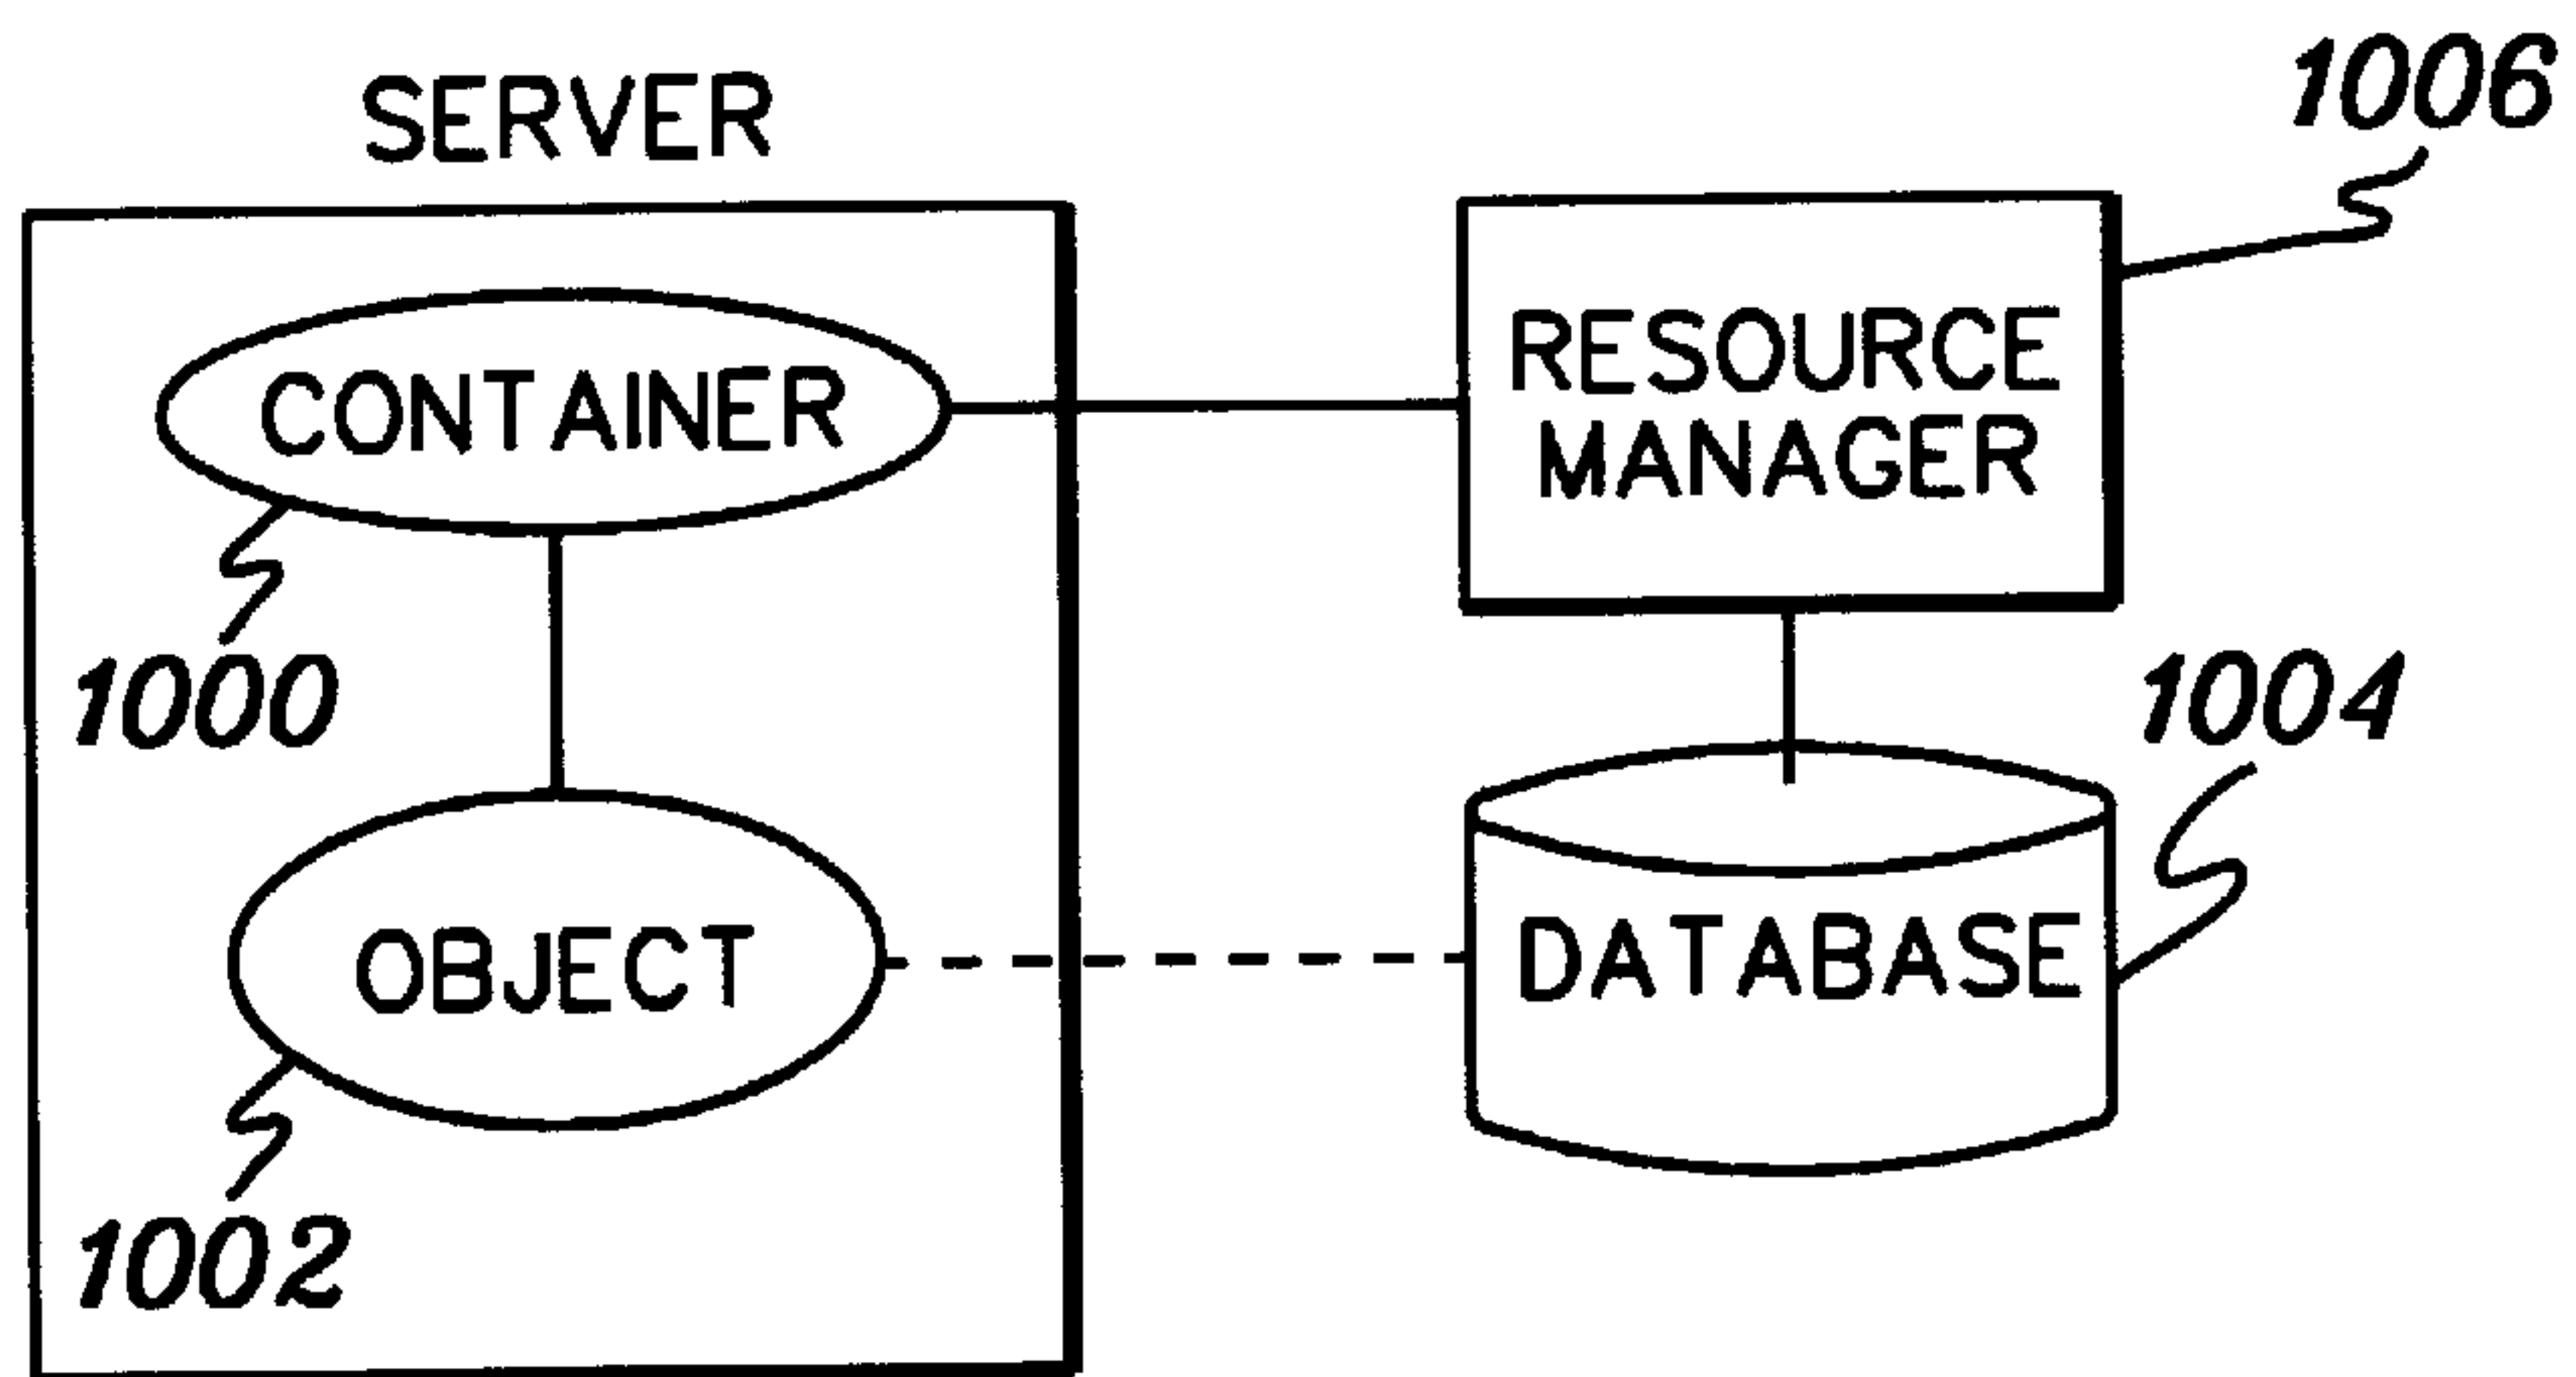 SERVER
1006
CONTAINER
RESOURCE
MANAGER
1000
1004
OBJECT
DATABASE
1002